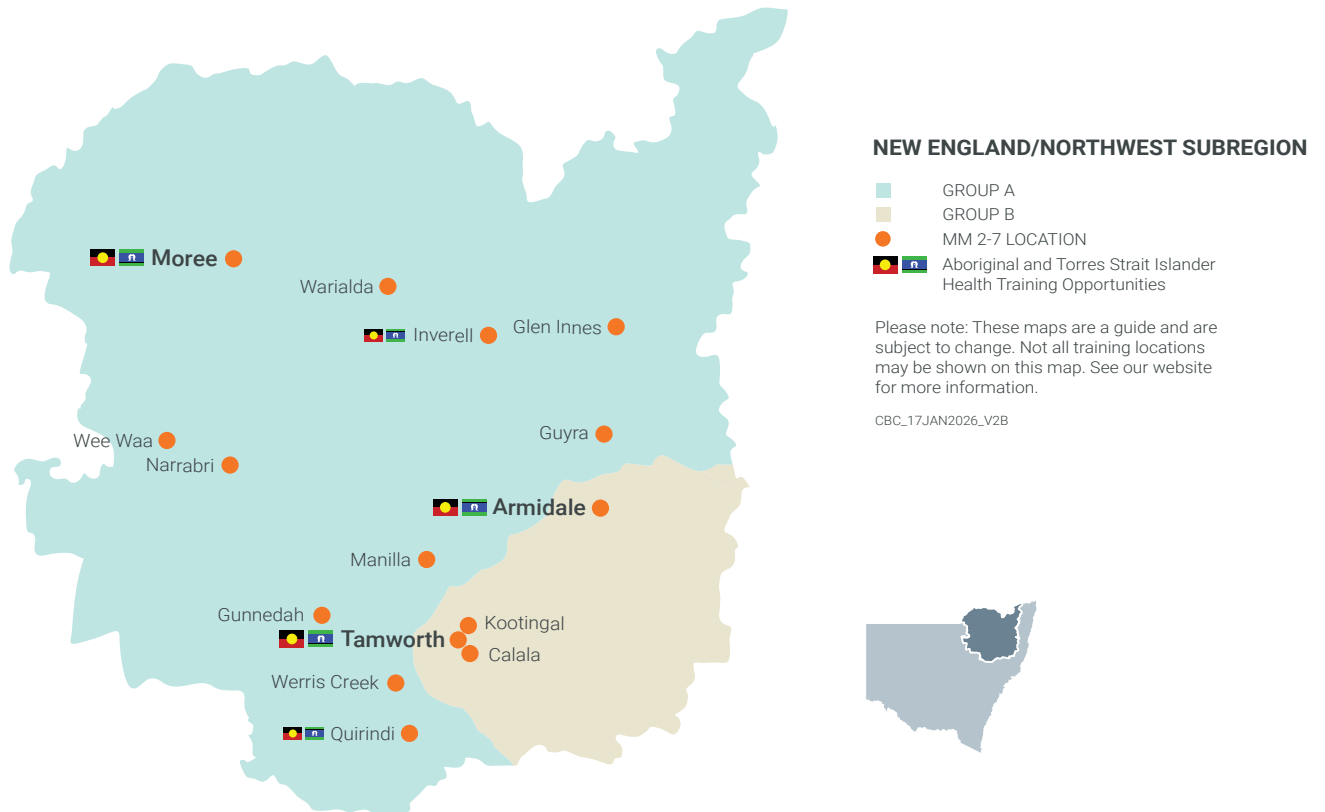 NEW ENGLAND/NORTHWEST SUBREGION
GROUP A
GROUP B
MM 2-7 LOCATION
Aboriginal and Torres Strait Islander
Health Training Opportunities
Please note: These maps are a guide and are
subject to change. Not all training locations
may be shown on this map. See our website
for more information.
CBC_17JAN2026_V2B
Moree
Warialda
Inverell
Glen Innes
Wee Waa
Narrabri
Guyra
Armidale
Manilla
Gunnedah
Kootingal
Tamworth
Calala
Werris Creek
Quirindi